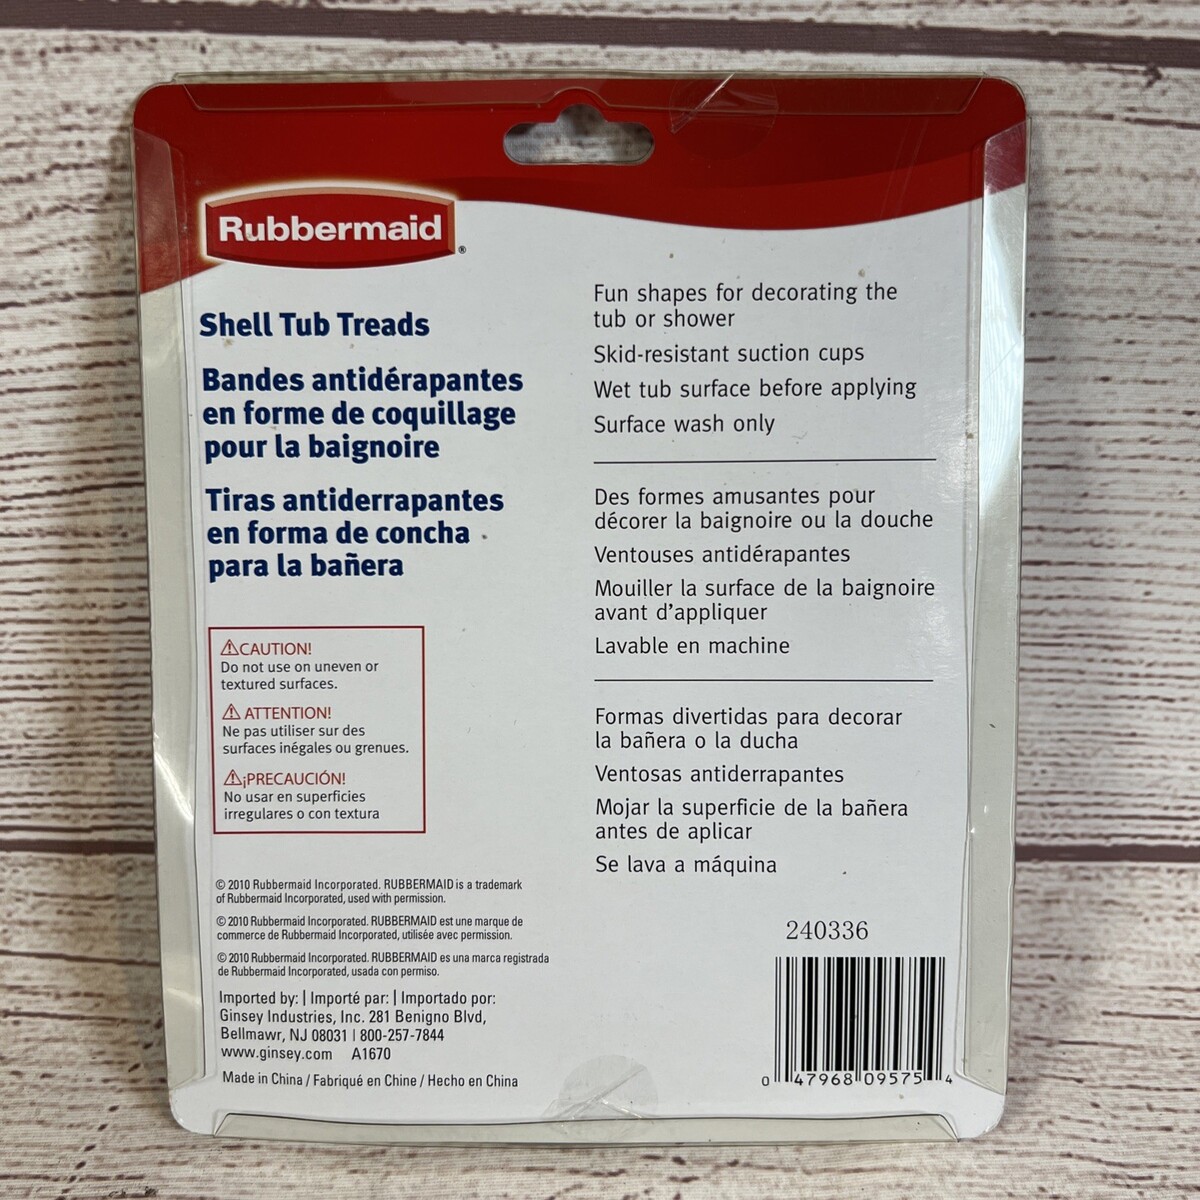 Rubbermaid®
Shell Tub Treads
Bandes antidérapantes
en forme de coquillage
pour la baignoire
Tiras antiderrapantes
en forma de concha
para la bañera
⚠CAUTION!
Do not use on uneven or
textured surfaces.
⚠ ATTENTION!
Ne pas utiliser sur des
surfaces inégales ou grenues.
⚠¡PRECAUCIÓN!
No usar en superficies
irregulares o con textura
© 2010 Rubbermaid Incorporated. RUBBERMAID is a trademark
of Rubbermaid Incorporated, used with permission.
© 2010 Rubbermaid Incorporated. RUBBERMAID est une marque de
commerce de Rubbermaid Incorporated, utilisée avec permission.
© 2010 Rubbermaid Incorporated. RUBBERMAID es una marca registrada
de Rubbermaid Incorporated, usada con permiso.
Imported by: | Importé par: | Importado por:
Ginsey Industries, Inc. 281 Benigno Blvd,
Bellmawr, NJ 08031 | 800-257-7844
www.ginsey.com A1670
Made in China / Fabriqué en Chine / Hecho en China
Fun shapes for decorating the
tub or shower
Skid-resistant suction cups
Wet tub surface before applying
Surface wash only
Des formes amusantes pour
décorer la baignoire ou la douche
Ventouses antidérapantes
Mouiller la surface de la baignoire
avant d'appliquer
Lavable en machine
Formas divertidas para decorar
la bañera o la ducha
Ventosas antiderrapantes
Mojar la superficie de la bañera
antes de aplicar
Se lava a máquina
240336
0 47968 09575 4